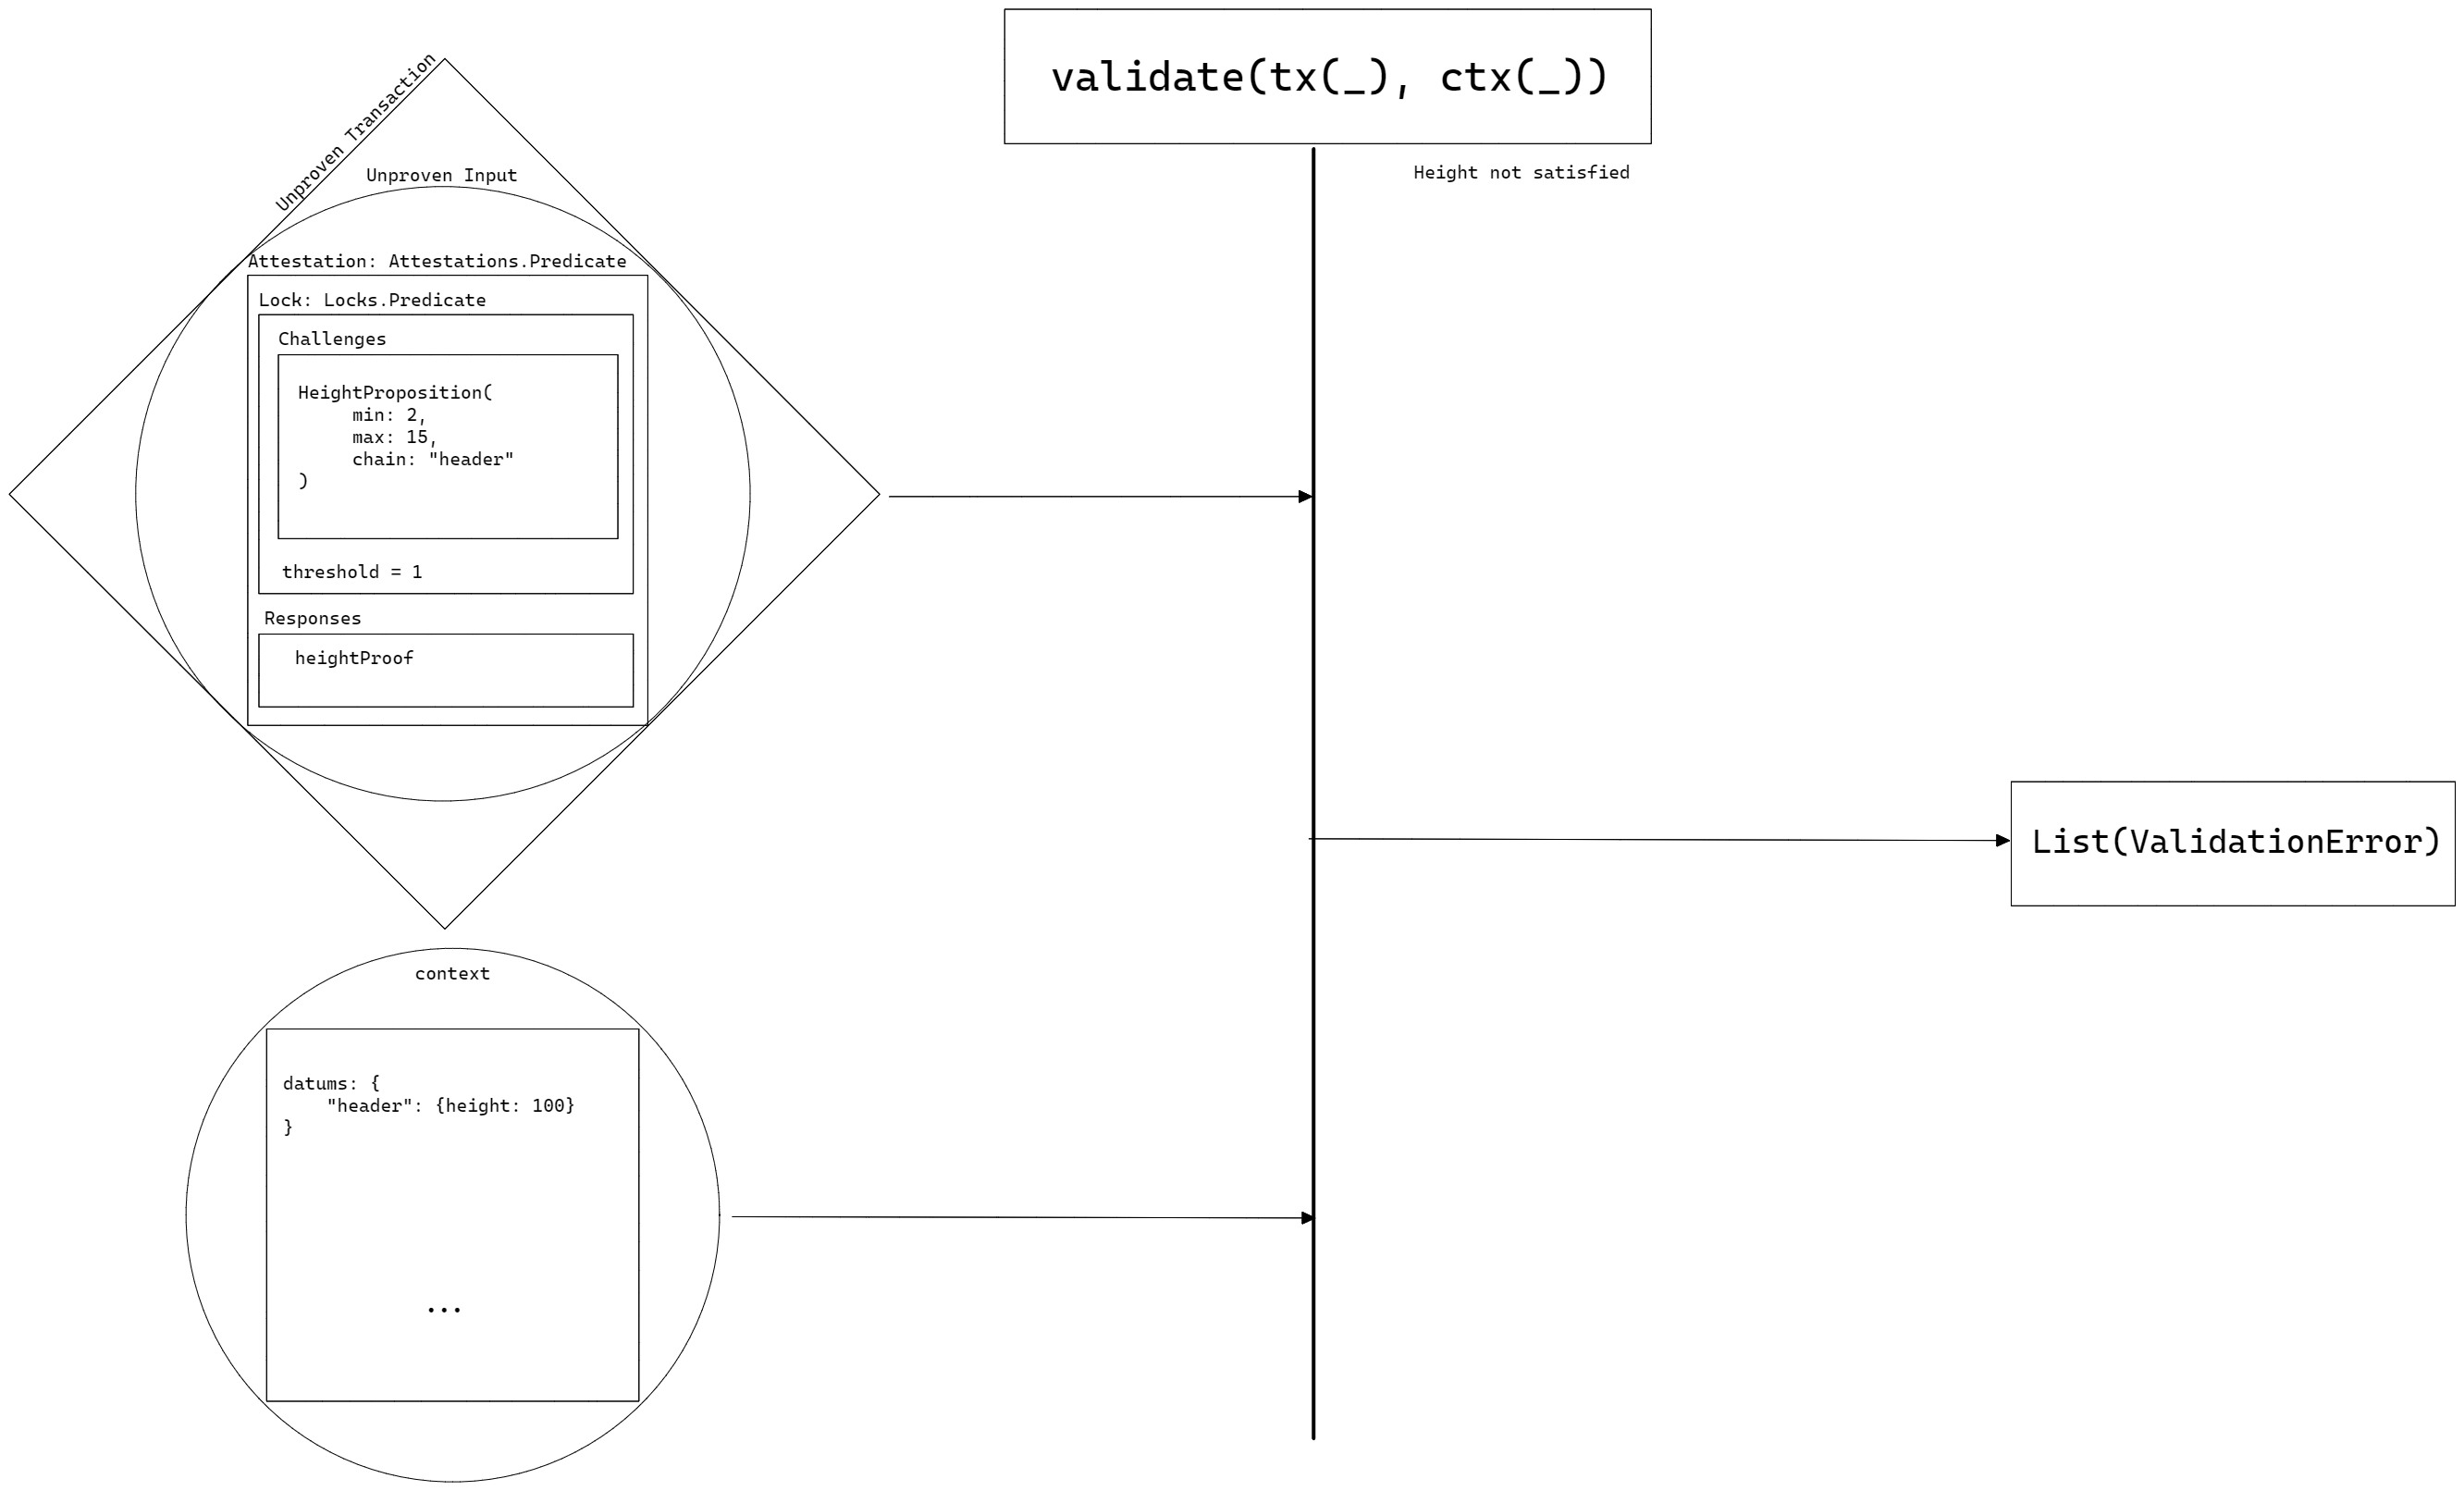 validate(tx(_), ctx(_))
Height not satisfied
Unproven Transaction
Unproven Input
Attestation: Attestations.Predicate
Lock: Locks.Predicate
Challenges
HeightProposition(
min: 2,
max: 15,
chain: "header"
)
threshold = 1
Responses
heightProof
List(ValidationError)
context
datums: {
"header": {height: 100}
}
...